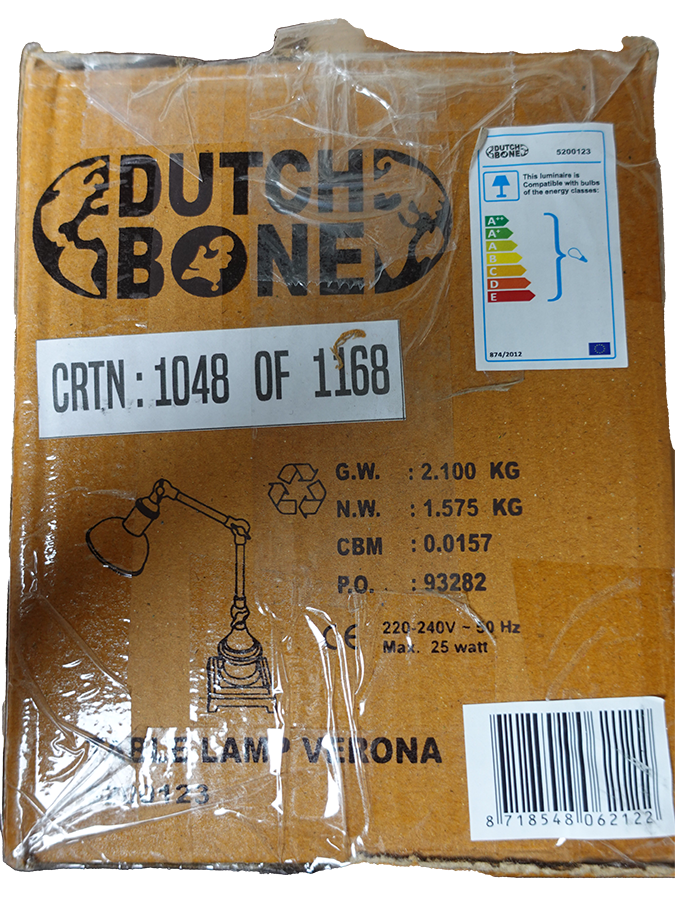 DUTCH
BONE
DUTCH
BONE
5200123
This luminaire is
Compatible with bulbs
of the energy classes:
A++
A+
A
B
C
D
E
874/2012
CRTN : 1048 OF 1168
G.W. : 2.100 KG
N.W. : 1.575 KG
CBM : 0.0157
P.O. : 93282
CE 220-240V ~ 50 Hz
Max. 25 watt
LAMP VERONA
8 718548 062122